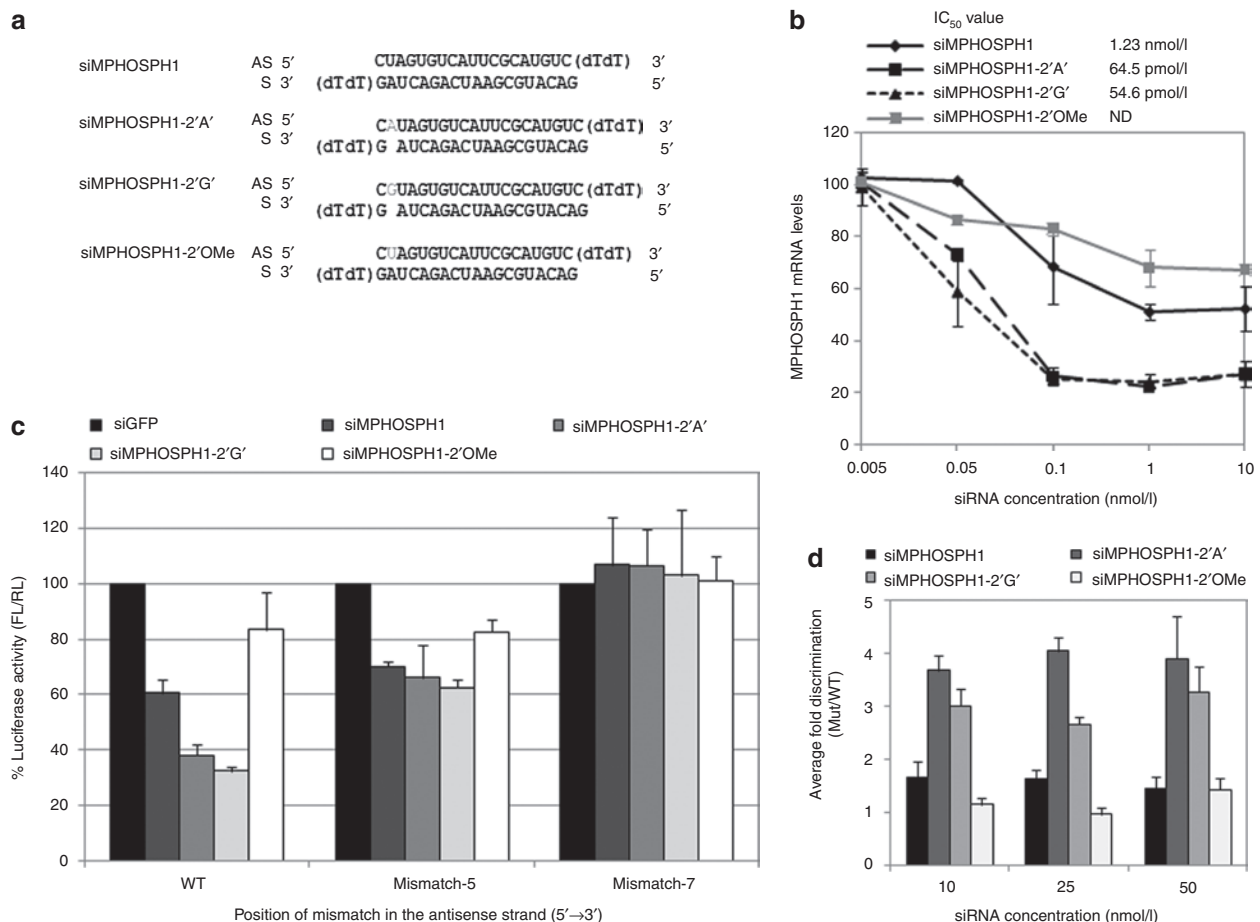 a
siMPHOSPH1 AS 5′ CUAGUGUCAUUCGCAUGUC(dTdT) 3′
S 3′ (dTdT)GAUCAGACUAAGCGUACAG 5′
siMPHOSPH1-2′A′ AS 5′ CAUAGUGUCAUUCGCAUGUC(dTdT) 3′
S 3′ (dTdT)G AUCAGACUAAGCGUACAG 5′
siMPHOSPH1-2′G′ AS 5′ CGUAGUGUCAUUCGCAUGUC(dTdT) 3′
S 3′ (dTdT)G AUCAGACUAAGCGUACAG 5′
siMPHOSPH1-2′OMe AS 5′ CUAGUGUCAUUCGCAUGUC(dTdT) 3′
S 3′ (dTdT)GAUCAGACUAAGCGUACAG 5′
b
IC50 value
siMPHOSPH1 1.23 nmol/l
siMPHOSPH1-2′A′ 64.5 pmol/l
siMPHOSPH1-2′G′ 54.6 pmol/l
siMPHOSPH1-2′OMe ND
MPHOSPH1 mRNA levels
120
100
80
60
40
20
0
0.005 0.05 0.1 1 10
siRNA concentration (nmol/l)
c
siGFP siMPHOSPH1 siMPHOSPH1-2′A′
siMPHOSPH1-2′G′ siMPHOSPH1-2′OMe
% Luciferase activity (FL/RL)
140
120
100
80
60
40
20
0
WT Mismatch-5 Mismatch-7
Position of mismatch in the antisense strand (5′→3′)
d
siMPHOSPH1 siMPHOSPH1-2′A′
siMPHOSPH1-2′G′ siMPHOSPH1-2′OMe
Average fold discrimination
(Mut/WT)
5
4
3
2
1
0
10 25 50
siRNA concentration (nmol/l)